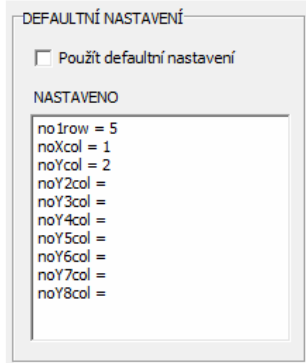 DEFAULTNÍ NASTAVENÍ
Použít defaultní nastavení
NASTAVENO
no1row = 5
noXcol = 1
noYcol = 2
noY2col =
noY3col =
noY4col =
noY5col =
noY6col =
noY7col =
noY8col =